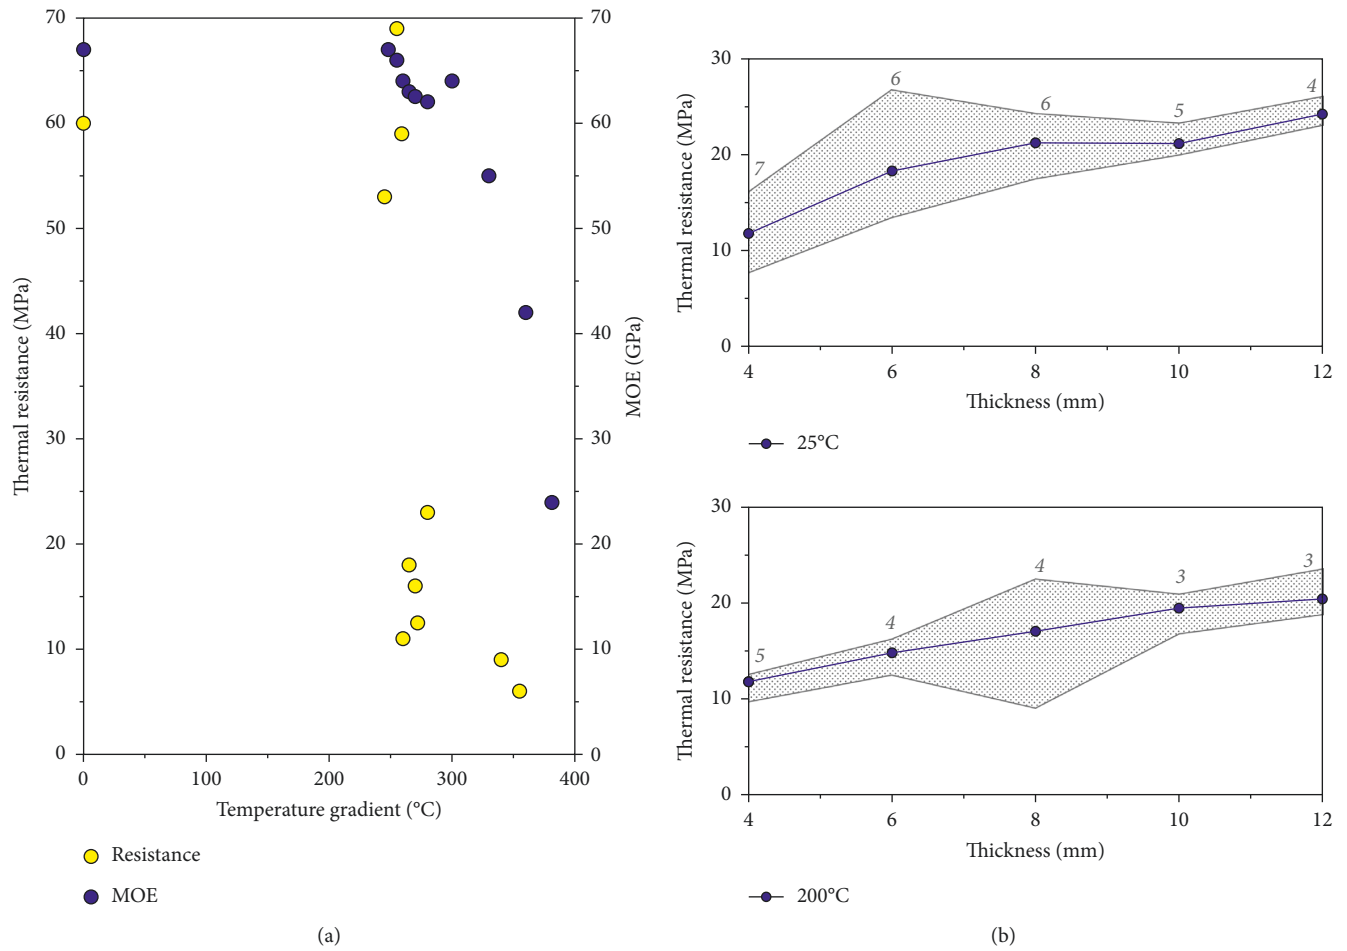 70
60
50
40
30
20
10
0
Thermal resistance (MPa)
70
60
50
40
30
20
10
0
MOE (GPa)
0 100 200 300 400
Temperature gradient (°C)
Resistance
MOE
(a)
30
20
10
0
Thermal resistance (MPa)
7 6 6 5 4
4 6 8 10 12
Thickness (mm)
25°C
30
20
10
0
Thermal resistance (MPa)
5 4 4 3 3
4 6 8 10 12
Thickness (mm)
200°C
(b)